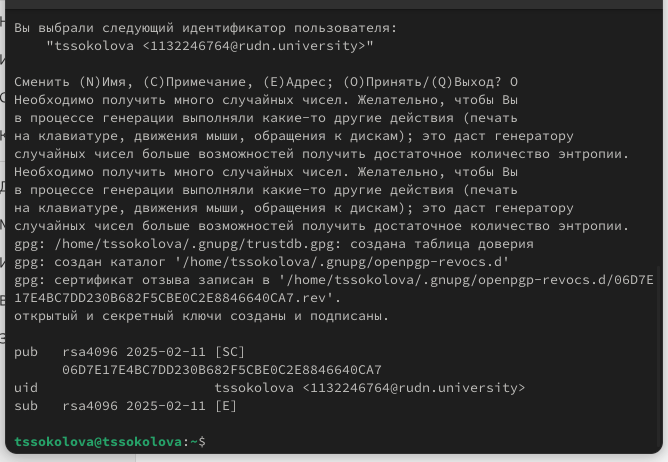 Вы выбрали следующий идентификатор пользователя:
    "tssokolova <1132246764@rudn.university>"

Сменить (N)Имя, (C)Примечание, (E)Адрес; (O)Принять/(Q)Выход? O
Необходимо получить много случайных чисел. Желательно, чтобы Вы
в процессе генерации выполняли какие-то другие действия (печать
на клавиатуре, движения мыши, обращения к дискам); это даст генератору
случайных чисел больше возможностей получить достаточное количество энтропии.
Необходимо получить много случайных чисел. Желательно, чтобы Вы
в процессе генерации выполняли какие-то другие действия (печать
на клавиатуре, движения мыши, обращения к дискам); это даст генератору
случайных чисел больше возможностей получить достаточное количество энтропии.
gpg: /home/tssokolova/.gnupg/trustdb.gpg: создана таблица доверия
gpg: создан каталог '/home/tssokolova/.gnupg/openpgp-revocs.d'
gpg: сертификат отзыва записан в '/home/tssokolova/.gnupg/openpgp-revocs.d/06D7E
17E4BC7DD230B682F5CBE0C2E8846640CA7.rev'.
открытый и секретный ключи созданы и подписаны.

pub   rsa4096 2025-02-11 [SC]
      06D7E17E4BC7DD230B682F5CBE0C2E8846640CA7
uid                      tssokolova <1132246764@rudn.university>
sub   rsa4096 2025-02-11 [E]

tssokolova@tssokolova:~$